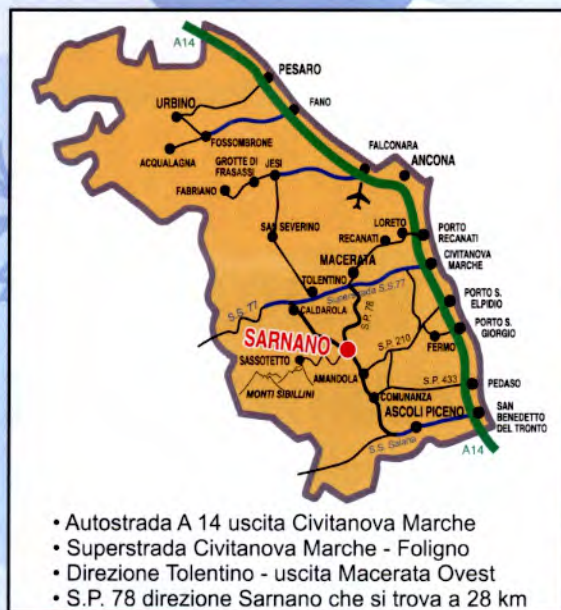 A14
PESARO
URBINO
FANO
FOSSOMBRONE
ACQUALAGNA
GROTTE DI
FRASASSI
JESI
FALCONARA
ANCONA
FABRIANO
SAN SEVERINO
LORETO
RECANATI
PORTO
RECANATI
MACERATA
CIVITANOVA
MARCHE
TOLENTINO
Superstrada S.S.77
S.S. 77
CALDAROLA
S.P. 78
PORTO S.
ELPIDIO
SARNANO
S.P. 210
FERMO
PORTO S.
GIORGIO
SASSOTETTO
AMANDOLA
S.P. 433
PEDASO
MONTI SIBILLINI
COMUNANZA
ASCOLI PICENO
SAN
BENEDETTO
DEL TRONTO
S.S. Salaria
A14
• Autostrada A 14 uscita Civitanova Marche
• Superstrada Civitanova Marche - Foligno
• Direzione Tolentino - uscita Macerata Ovest
• S.P. 78 direzione Sarnano che si trova a 28 km